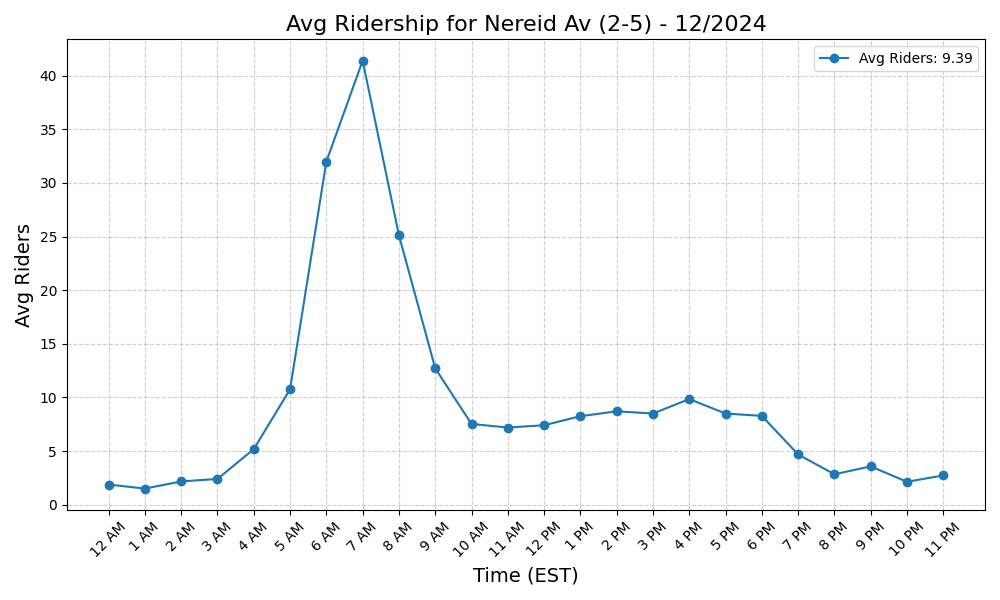 Avg Ridership for Nereid Av (2-5) - 12/2024
Avg Riders: 9.39
Avg Riders
40
35
30
25
20
15
10
5
0
12 AM
1 AM
2 AM
3 AM
4 AM
5 AM
6 AM
7 AM
8 AM
9 AM
10 AM
11 AM
12 PM
1 PM
2 PM
3 PM
4 PM
5 PM
6 PM
7 PM
8 PM
9 PM
10 PM
11 PM
Time (EST)